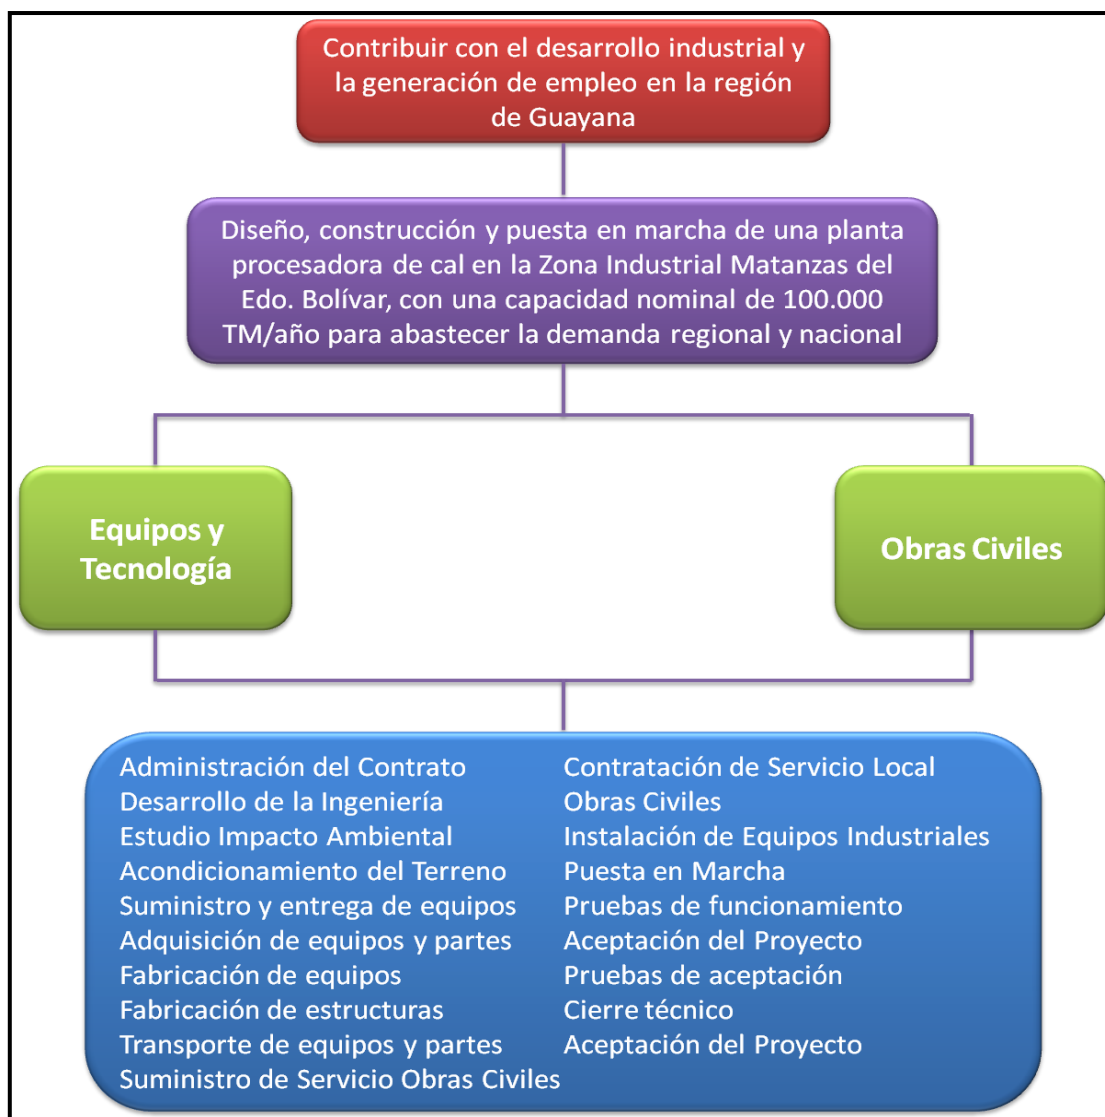 Contribuir con el desarrollo industrial y
la generación de empleo en la región
de Guayana
Diseño, construcción y puesta en marcha de una planta
procesadora de cal en la Zona Industrial Matanzas del
Edo. Bolívar, con una capacidad nominal de 100.000
TM/año para abastecer la demanda regional y nacional
Equipos y
Tecnología
Obras Civiles
Administración del Contrato
Desarrollo de la Ingeniería
Estudio Impacto Ambiental
Acondicionamiento del Terreno
Suministro y entrega de equipos
Adquisición de equipos y partes
Fabricación de equipos
Fabricación de estructuras
Transporte de equipos y partes
Suministro de Servicio Obras Civiles
Contratación de Servicio Local
Obras Civiles
Instalación de Equipos Industriales
Puesta en Marcha
Pruebas de funcionamiento
Aceptación del Proyecto
Pruebas de aceptación
Cierre técnico
Aceptación del Proyecto